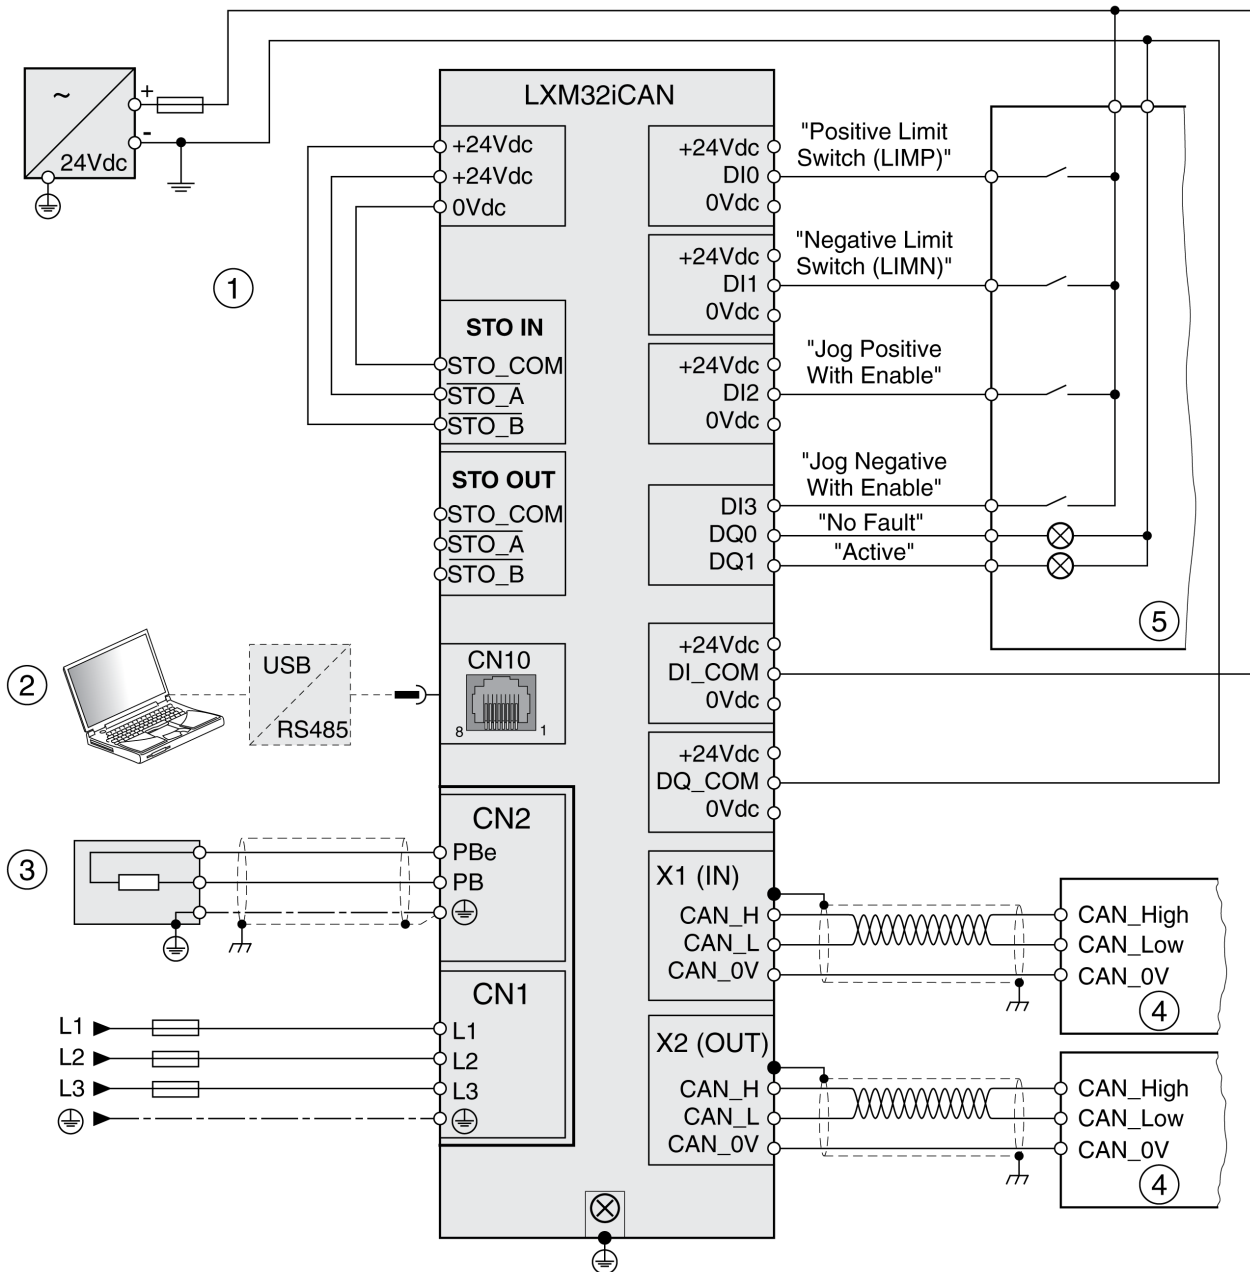 LXM32iCAN
~
+
-
24Vdc
+24Vdc
+24Vdc
0Vdc
1
STO IN
STO_COM
STO_A
STO_B
STO OUT
STO_COM
STO_A
STO_B
2
USB
RS485
CN10
8
1
3
CN2
PBe
PB
CN1
L1
L2
L3
L1
L2
L3
+24Vdc
DI0
0Vdc
"Positive Limit
Switch (LIMP)"
+24Vdc
DI1
0Vdc
"Negative Limit
Switch (LIMN)"
+24Vdc
DI2
0Vdc
"Jog Positive
With Enable"
DI3
DQ0
DQ1
"Jog Negative
With Enable"
"No Fault"
"Active"
5
+24Vdc
DI_COM
0Vdc
+24Vdc
DQ_COM
0Vdc
X1 (IN)
CAN_H
CAN_L
CAN_0V
CAN_High
CAN_Low
CAN_0V
4
X2 (OUT)
CAN_H
CAN_L
CAN_0V
CAN_High
CAN_Low
CAN_0V
4